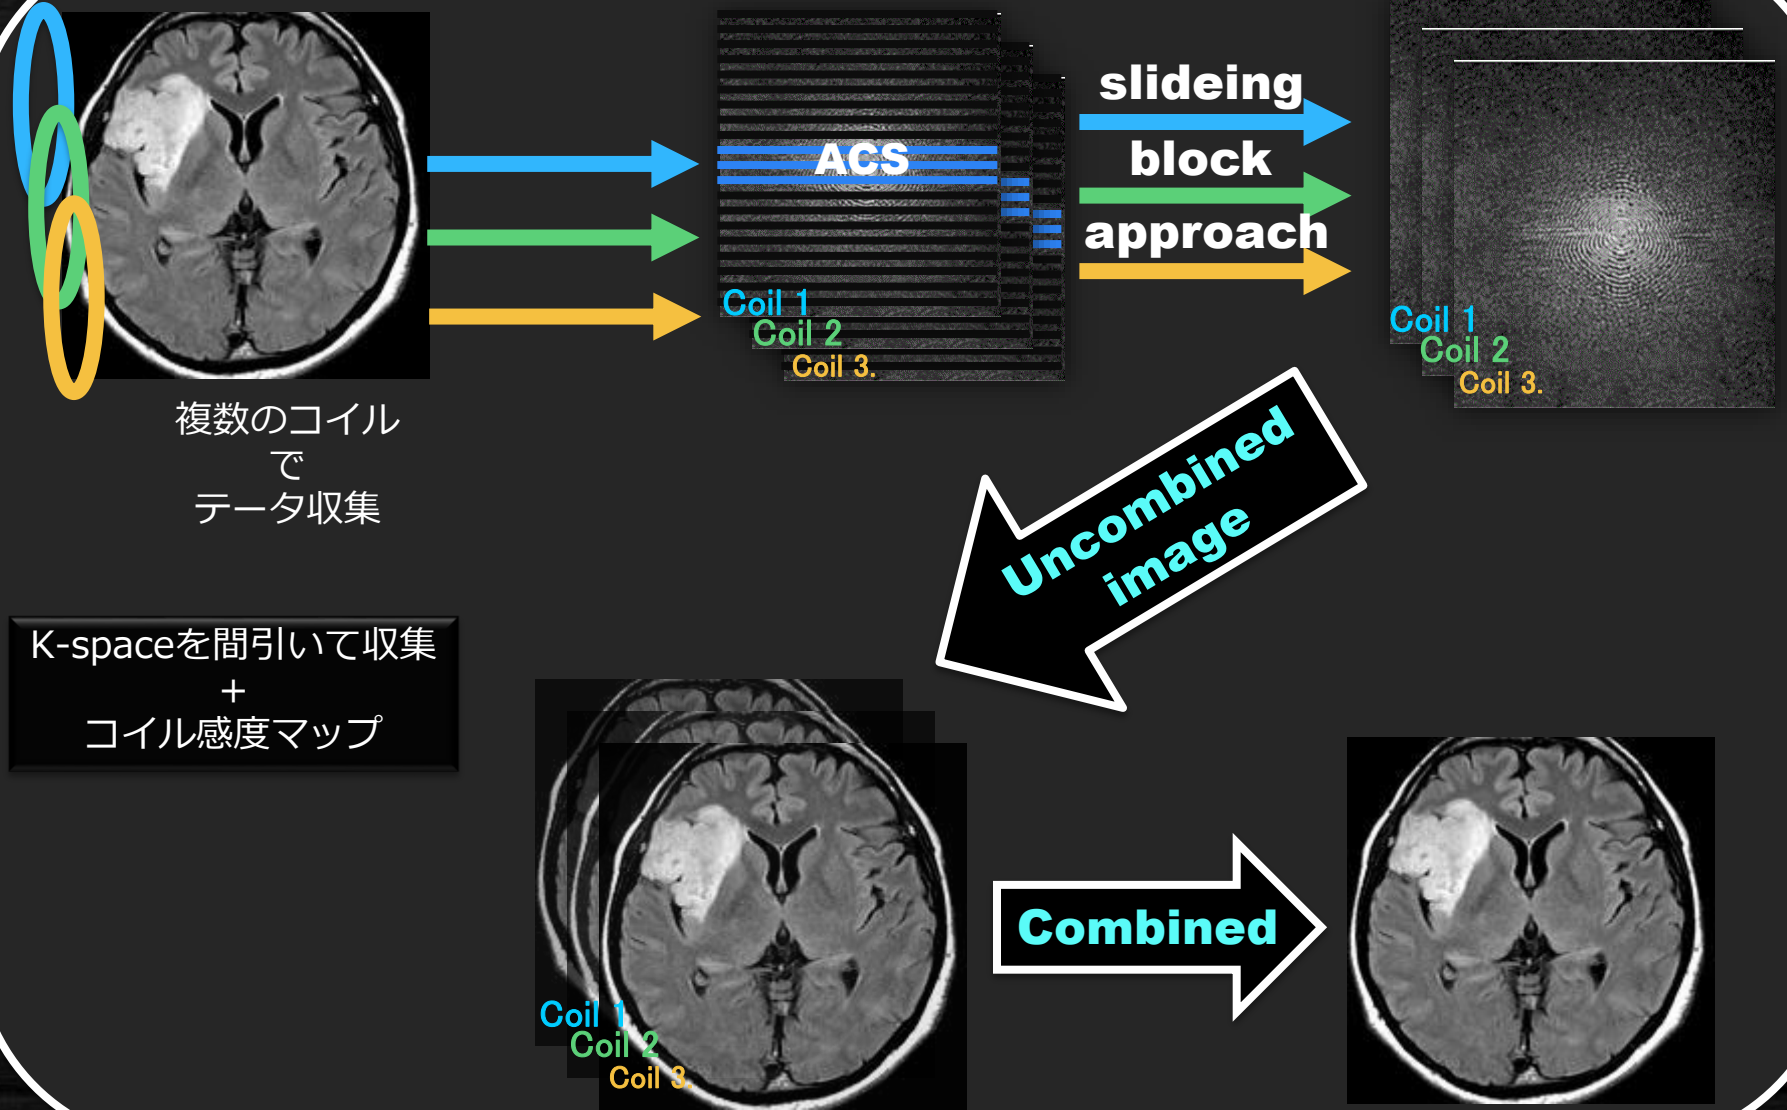 ACS
Coil 1
Coil 2
Coil 3.
slideing
block
approach
Coil 1
Coil 2
Coil 3.
複数のコイル
で
テータ収集
Uncombined
image
K-spaceを間引いて収集
+
コイル感度マップ
Coil 1
Coil 2
Coil 3.
Combined